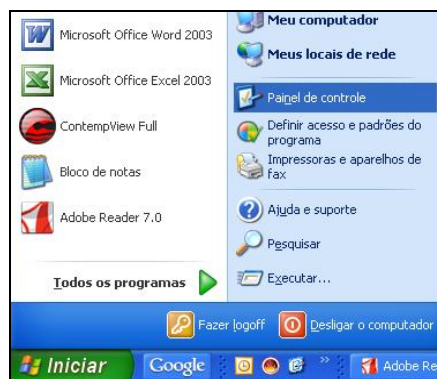 Microsoft Office Word 2003
Microsoft Office Excel 2003
ContempView Full
Bloco de notas
Adobe Reader 7.0
Todos os programas
Meu computador
Meus locais de rede
Painel de controle
Definir acesso e padrões do
programa
Impressoras e aparelhos de
fax
Ajuda e suporte
Pesquisar
Executar...
Fazer logoff
Desligar o computador
Iniciar
Google
Adobe Re